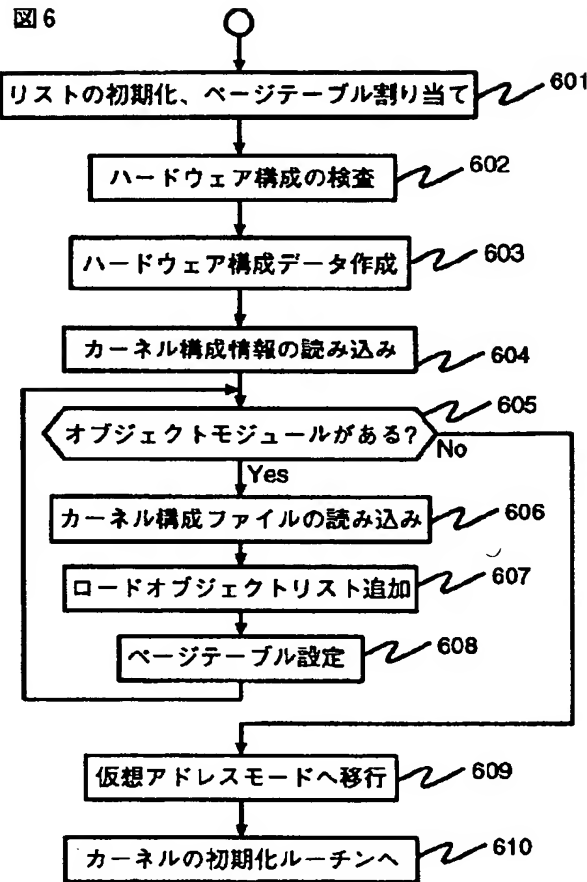 図6
リストの初期化、ページテーブル割り当て
601
ハードウェア構成の検査
602
ハードウェア構成データ作成
603
カーネル構成情報の読み込み
604
605
オブジェクトモジュールがある?
No
Yes
カーネル構成ファイルの読み込み
606
ロードオブジェクトリスト追加
607
ページテーブル設定
608
仮想アドレスモードへ移行
609
カーネルの初期化ルーチンへ
610